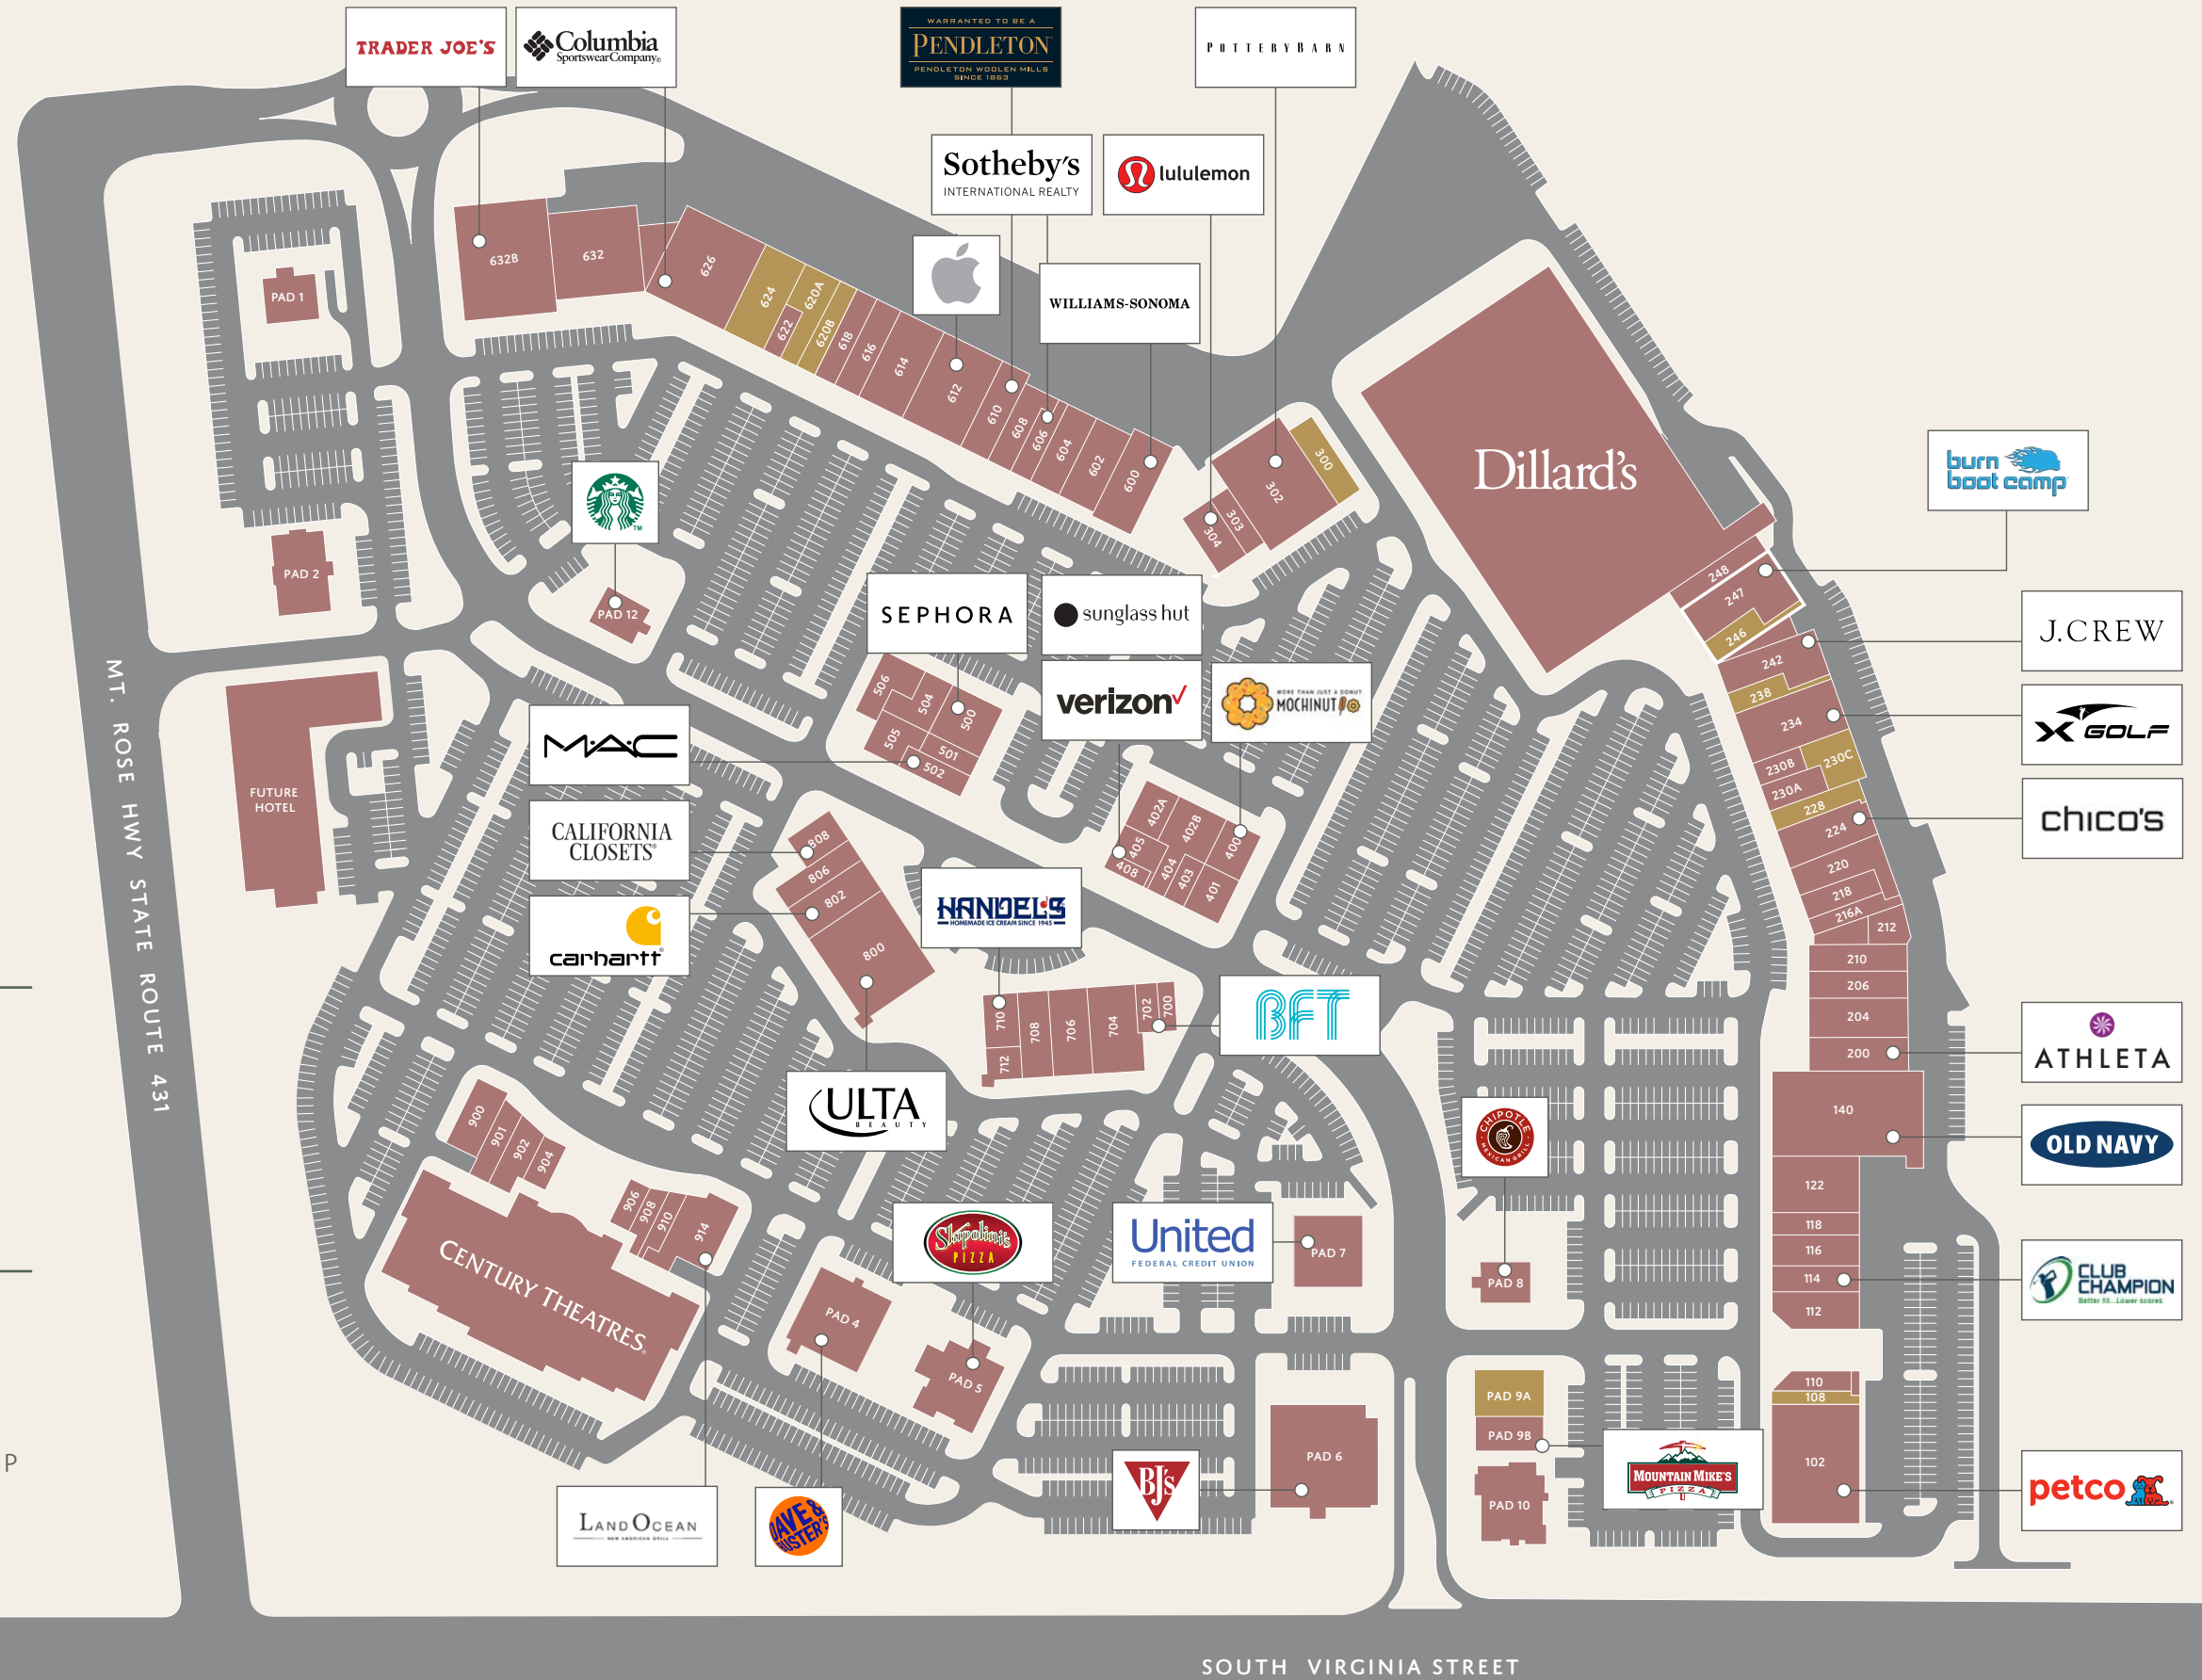 TRADER JOE'S
Columbia
Sportswear Company®
WARRANTED TO BE A
PENDLETON
PENDLETON WOOLEN MILLS
SINCE 1863
POTTERY BARN
Sotheby's
INTERNATIONAL REALTY
lululemon
WILLIAMS-SONOMA
632B
632
626
624
622
620A
620B
618
616
614
612
610
608
606
604
602
600
300
302
303
304
Dillard's
burn
boot camp
PAD 1
PAD 2
PAD 12
TM
SEPHORA
sunglass hut
verizon
MORE THAN JUST A DONUT
MOCHINUT
506
504
500
505
501
502
402A
402B
400
405
408
404
403
401
248
247
246
242
238
234
230B
230C
230A
228
224
220
218
216A
212
210
206
204
200
140
122
118
116
114
112
110
108
102
J.CREW
X GOLF
chico's
ATHLETA
OLD NAVY
CLUB
CHAMPION
Better fit...Lower scores
petco
FUTURE
HOTEL
MT. ROSE HWY STATE ROUTE 431
MAC
CALIFORNIA
CLOSETS®
carhartt
808
806
802
800
HANDEL'S
HOMEMADE ICE CREAM SINCE 1945
710
712
708
706
704
702
700
BFT
ULTA
BEAUTY
900
901
902
904
906
908
910
914
CENTURY THEATRES®
Skipolini's
PIZZA
United
FEDERAL CREDIT UNION
CHIPOTLE
MEXICAN GRILL
PAD 7
PAD 8
PAD 4
PAD 5
PAD 6
PAD 9A
PAD 9B
PAD 10
MOUNTAIN MIKE'S
PIZZA
BJ's
LAND OCEAN
NEW AMERICAN GRILL
DAVE &
BUSTER'S
P
SOUTH VIRGINIA STREET